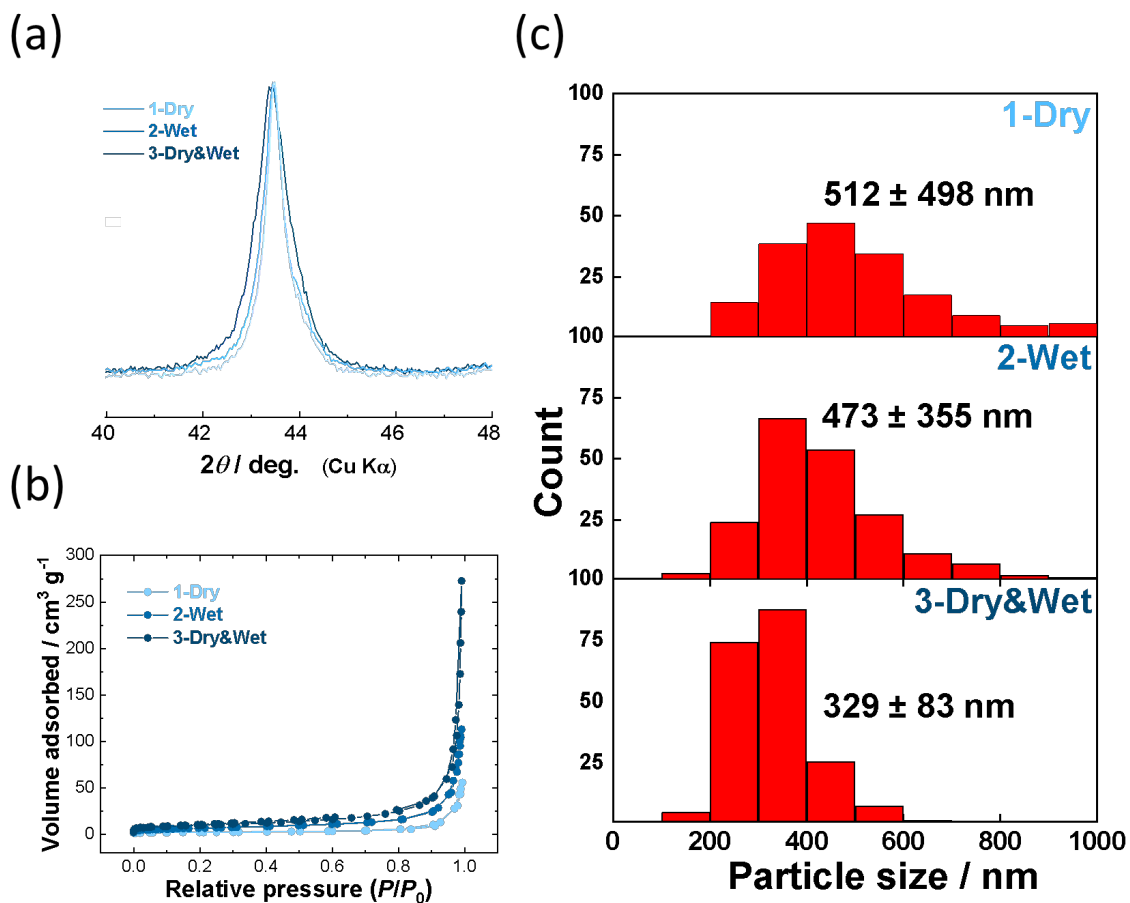 (a)
1-Dry
2-Wet
3-Dry&Wet
40 42 44 46 48
2θ / deg. (Cu Kα)
(b)
300
250
200
150
100
50
0
Volume adsorbed / cm³ g⁻¹
1-Dry
2-Wet
3-Dry&Wet
0.0 0.2 0.4 0.6 0.8 1.0
Relative pressure (P/P₀)
(c)
100
75
50
25
1-Dry
512 ± 498 nm
100
75
50
25
2-Wet
473 ± 355 nm
Count
100
75
50
25
3-Dry&Wet
329 ± 83 nm
0 200 400 600 800 1000
Particle size / nm